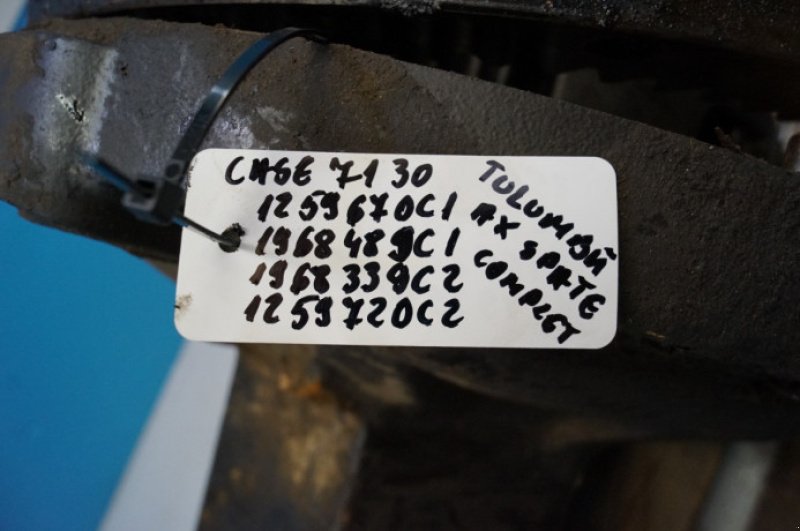 CASE 7130
1259670C1
1968489C1
1968339C2
1259720C2
TULUMBĂ
AX SPATE
COMPLET